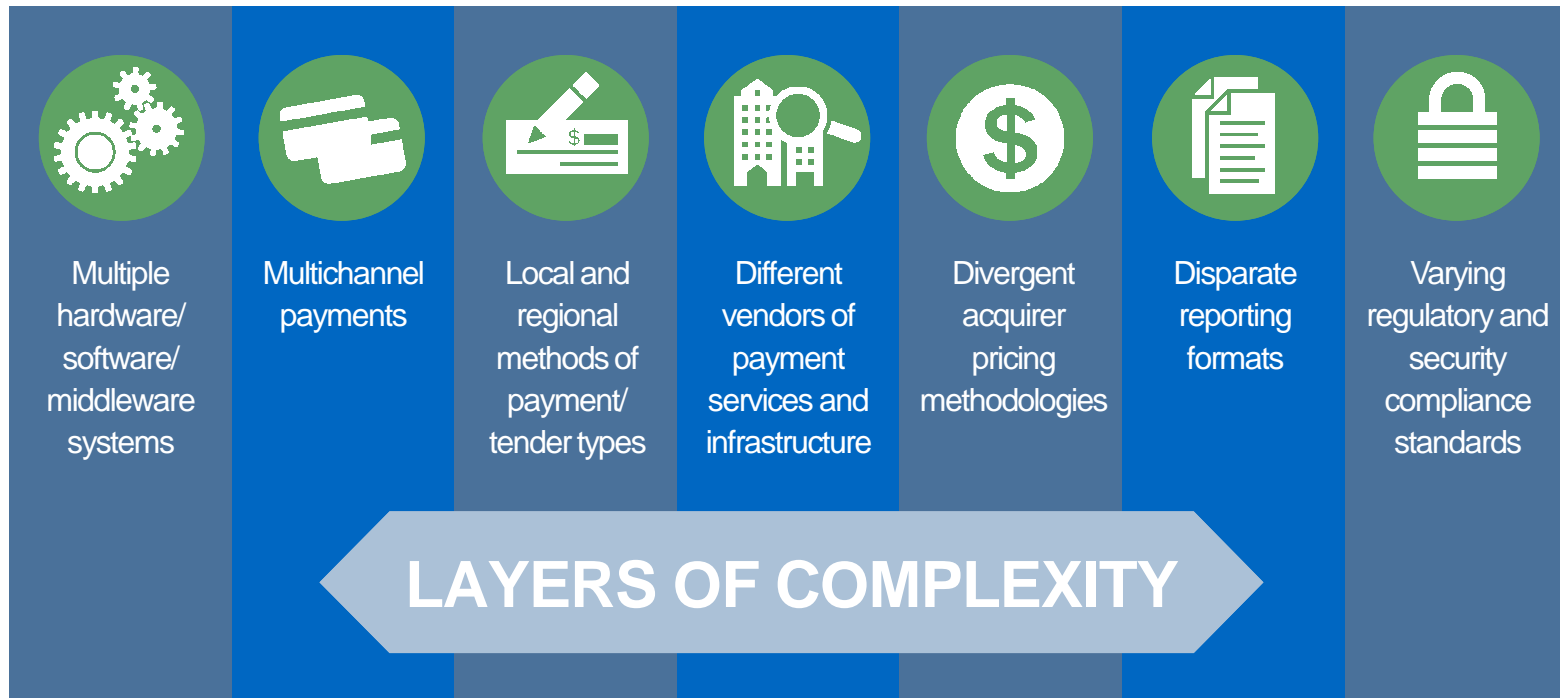 $
$
Multiple
hardware/
software/
middleware
systems
Multichannel
payments
Local and
regional
methods of
payment/
tender types
Different
vendors of
payment
services and
infrastructure
Divergent
acquirer
pricing
methodologies
Disparate
reporting
formats
Varying
regulatory and
security
compliance
standards
LAYERS OF COMPLEXITY